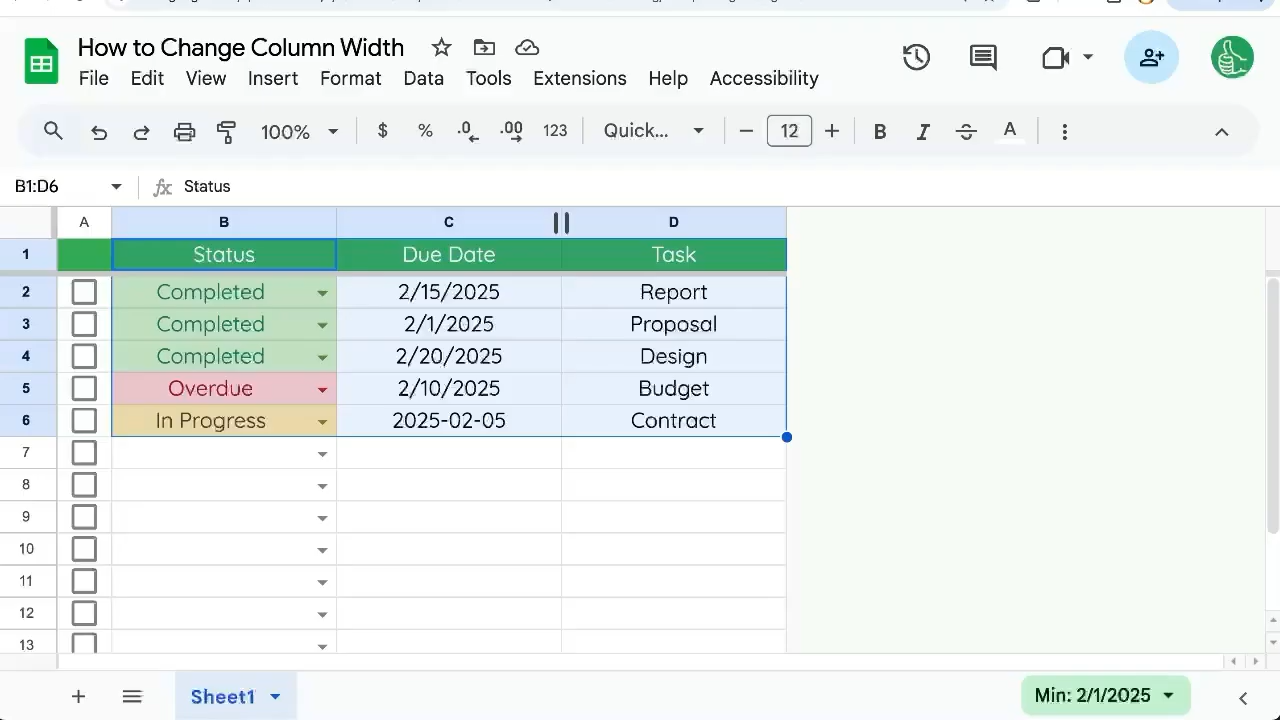 How to Change Column Width
File Edit View Insert Format Data Tools Extensions Help Accessibility
100% $ % .0 .00 123 Quick... − 12 + B I S A
B1:D6 fx Status
A B C D
1 Status Due Date Task
2 Completed 2/15/2025 Report
3 Completed 2/1/2025 Proposal
4 Completed 2/20/2025 Design
5 Overdue 2/10/2025 Budget
6 In Progress 2025-02-05 Contract
7
8
9
10
11
12
13
+ Sheet1 Min: 2/1/2025